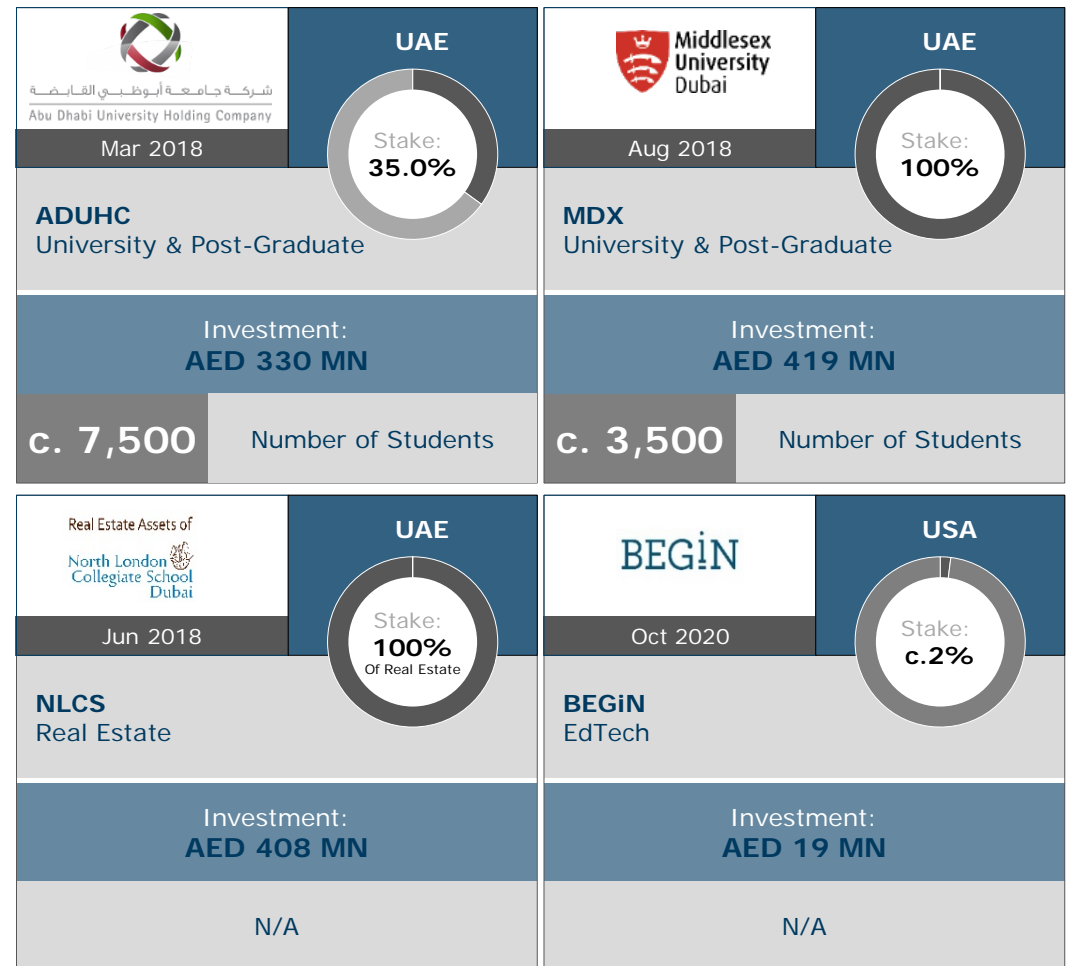 شركة جامعة أبوظبي القابضة
Abu Dhabi University Holding Company
Mar 2018
UAE
Stake:
35.0%
ADUHC
University & Post-Graduate
Investment:
AED 330 MN
c. 7,500
Number of Students
Middlesex
University
Dubai
Aug 2018
UAE
Stake:
100%
MDX
University & Post-Graduate
Investment:
AED 419 MN
c. 3,500
Number of Students
Real Estate Assets of
North London
Collegiate School
Dubai
Jun 2018
UAE
Stake:
100%
Of Real Estate
NLCS
Real Estate
Investment:
AED 408 MN
N/A
BEGiN
Oct 2020
USA
Stake:
c.2%
BEGiN
EdTech
Investment:
AED 19 MN
N/A